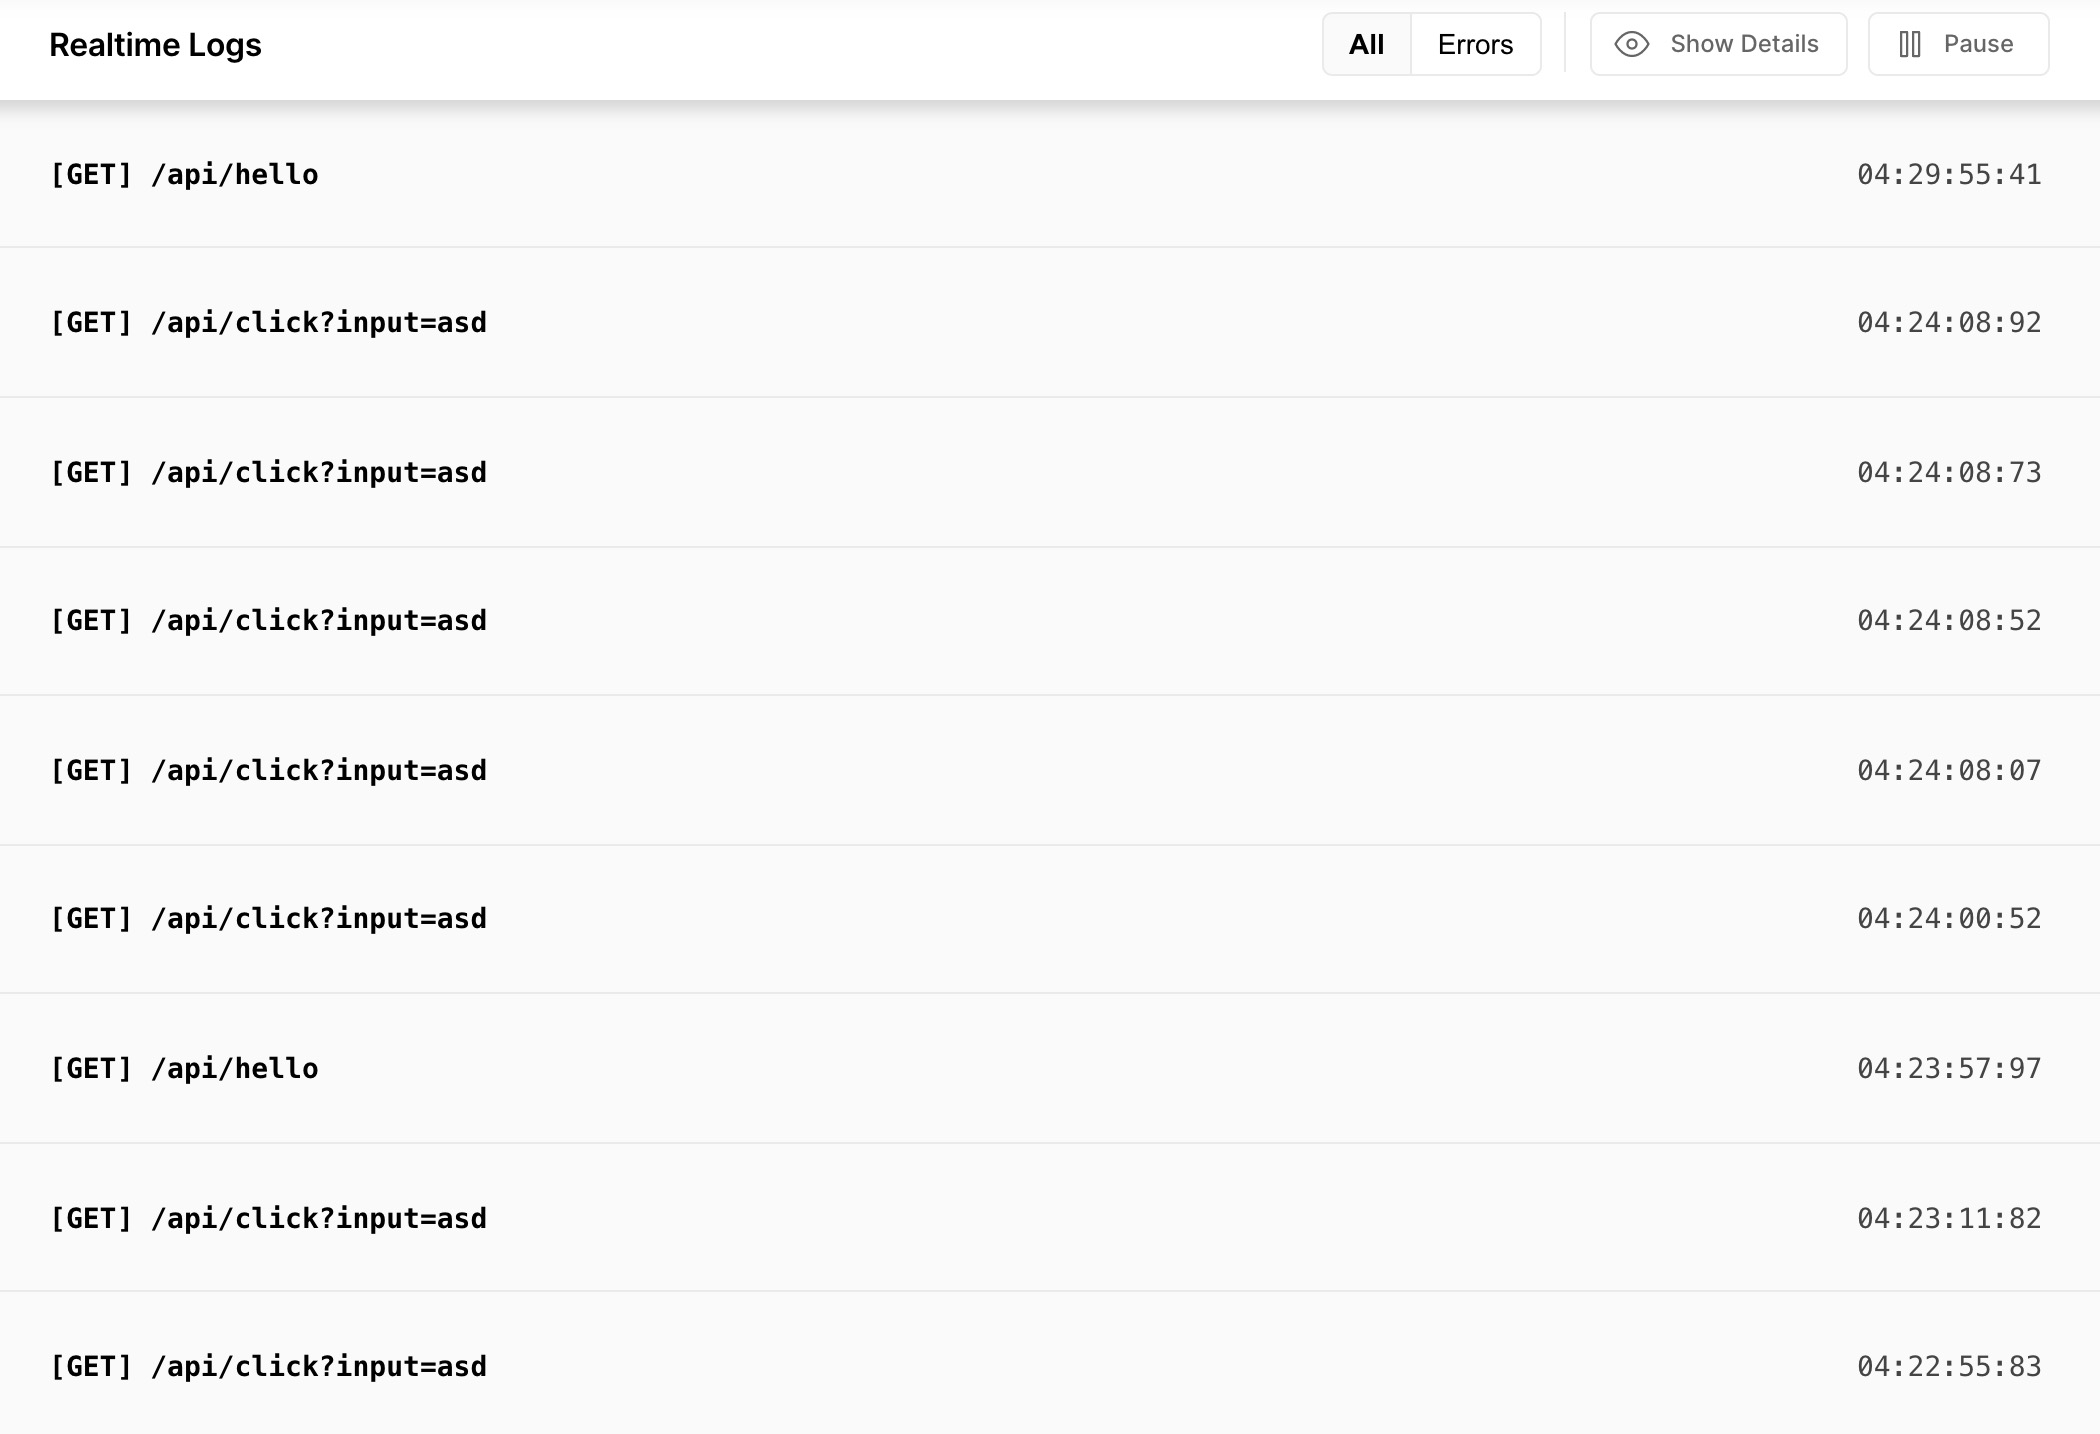 Realtime Logs All Errors Show Details Pause
[GET] /api/hello 04:29:55:41
[GET] /api/click?input=asd 04:24:08:92
[GET] /api/click?input=asd 04:24:08:73
[GET] /api/click?input=asd 04:24:08:52
[GET] /api/click?input=asd 04:24:08:07
[GET] /api/click?input=asd 04:24:00:52
[GET] /api/hello 04:23:57:97
[GET] /api/click?input=asd 04:23:11:82
[GET] /api/click?input=asd 04:22:55:83